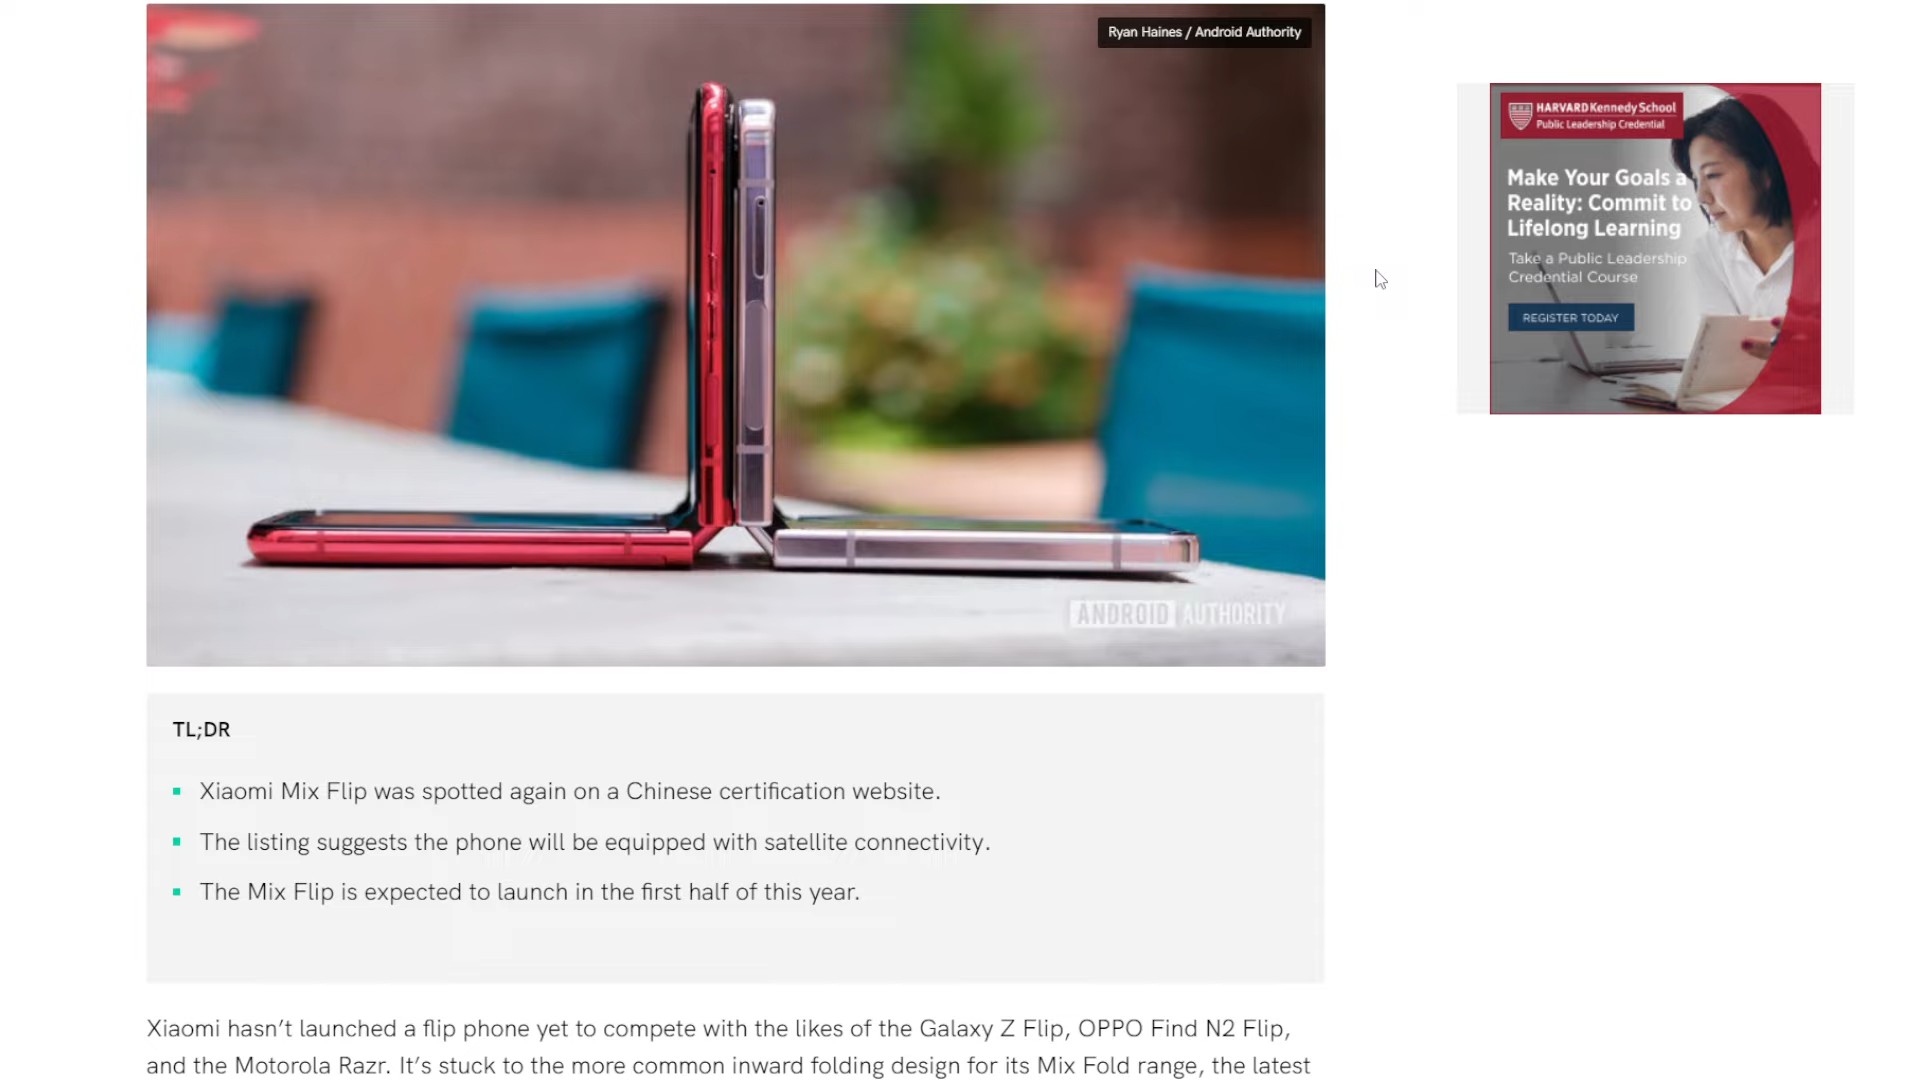 Ryan Haines / Android Authority
HARVARD Kennedy School
Public Leadership Credential
Make Your Goals a
Reality: Commit to
Lifelong Learning
Take a Public Leadership
Credential Course
REGISTER TODAY
ANDROID AUTHORITY
TL;DR
Xiaomi Mix Flip was spotted again on a Chinese certification website.
The listing suggests the phone will be equipped with satellite connectivity.
The Mix Flip is expected to launch in the first half of this year.
Xiaomi hasn’t launched a flip phone yet to compete with the likes of the Galaxy Z Flip, OPPO Find N2 Flip,
and the Motorola Razr. It’s stuck to the more common inward folding design for its Mix Fold range, the latest